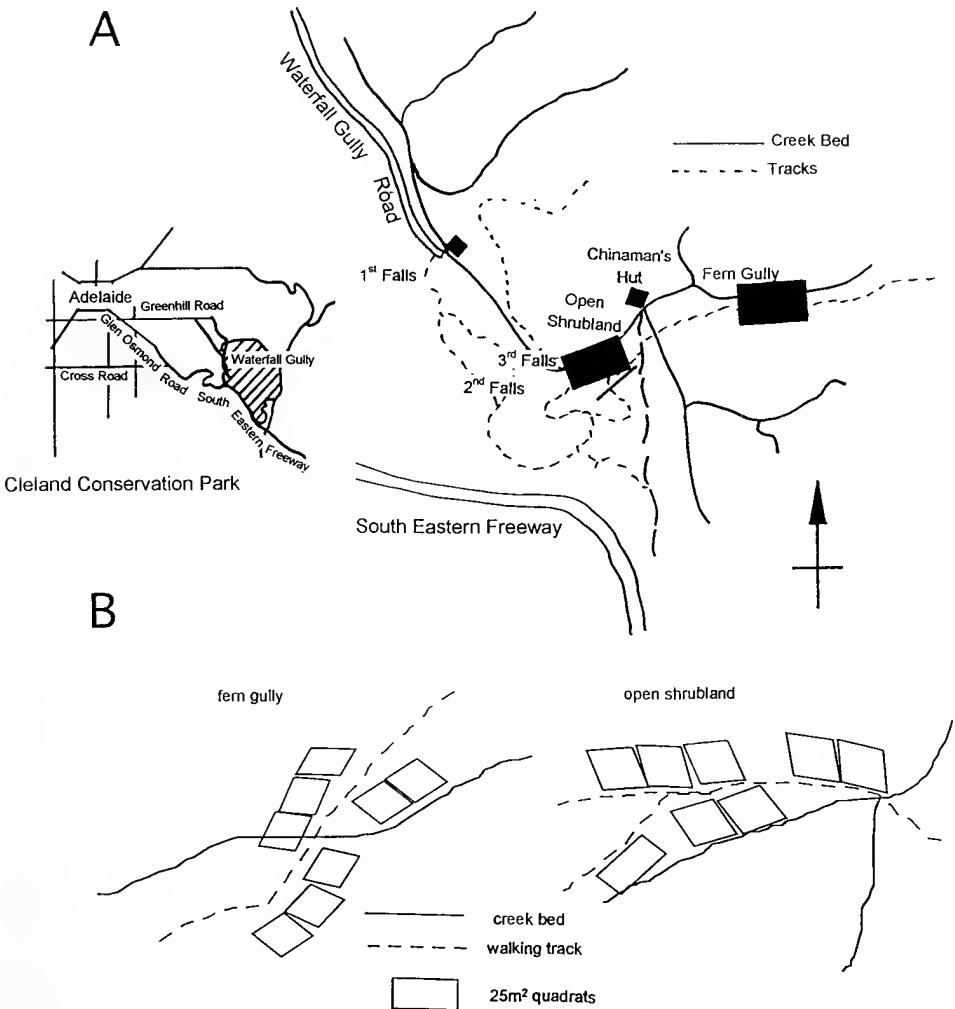 A
Waterfall Gully
Road
Creek Bed
Tracks
1st Falls
Chinaman's
Hut
Fern Gully
Open
Shrubland
3rd Falls
2nd Falls
Adelaide
Greenhill Road
Glen Osmond
Road
Waterfall Gully
Cross Road
South
Eastern Freeway
Cleland Conservation Park
South Eastern Freeway
B
fern gully
open shrubland
creek bed
walking track
25m² quadrats